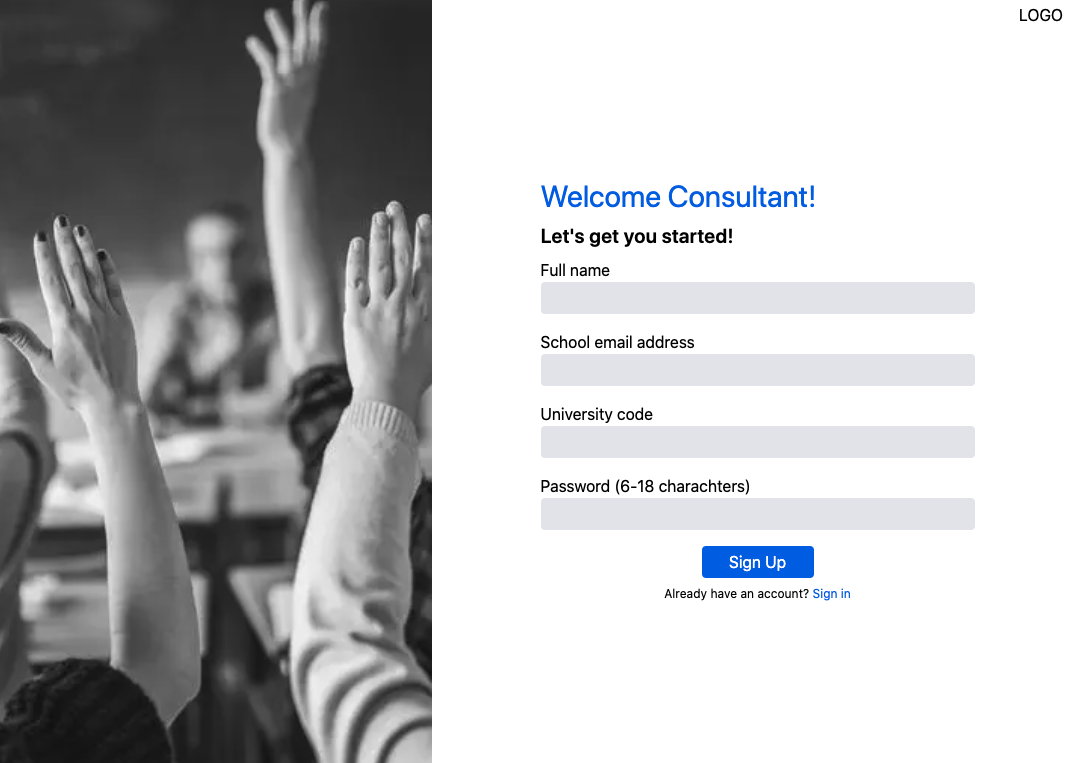 LOGO
Welcome Consultant!
Let's get you started!
Full name
School email address
University code
Password (6-18 charachters)
Sign Up
Already have an account? Sign in